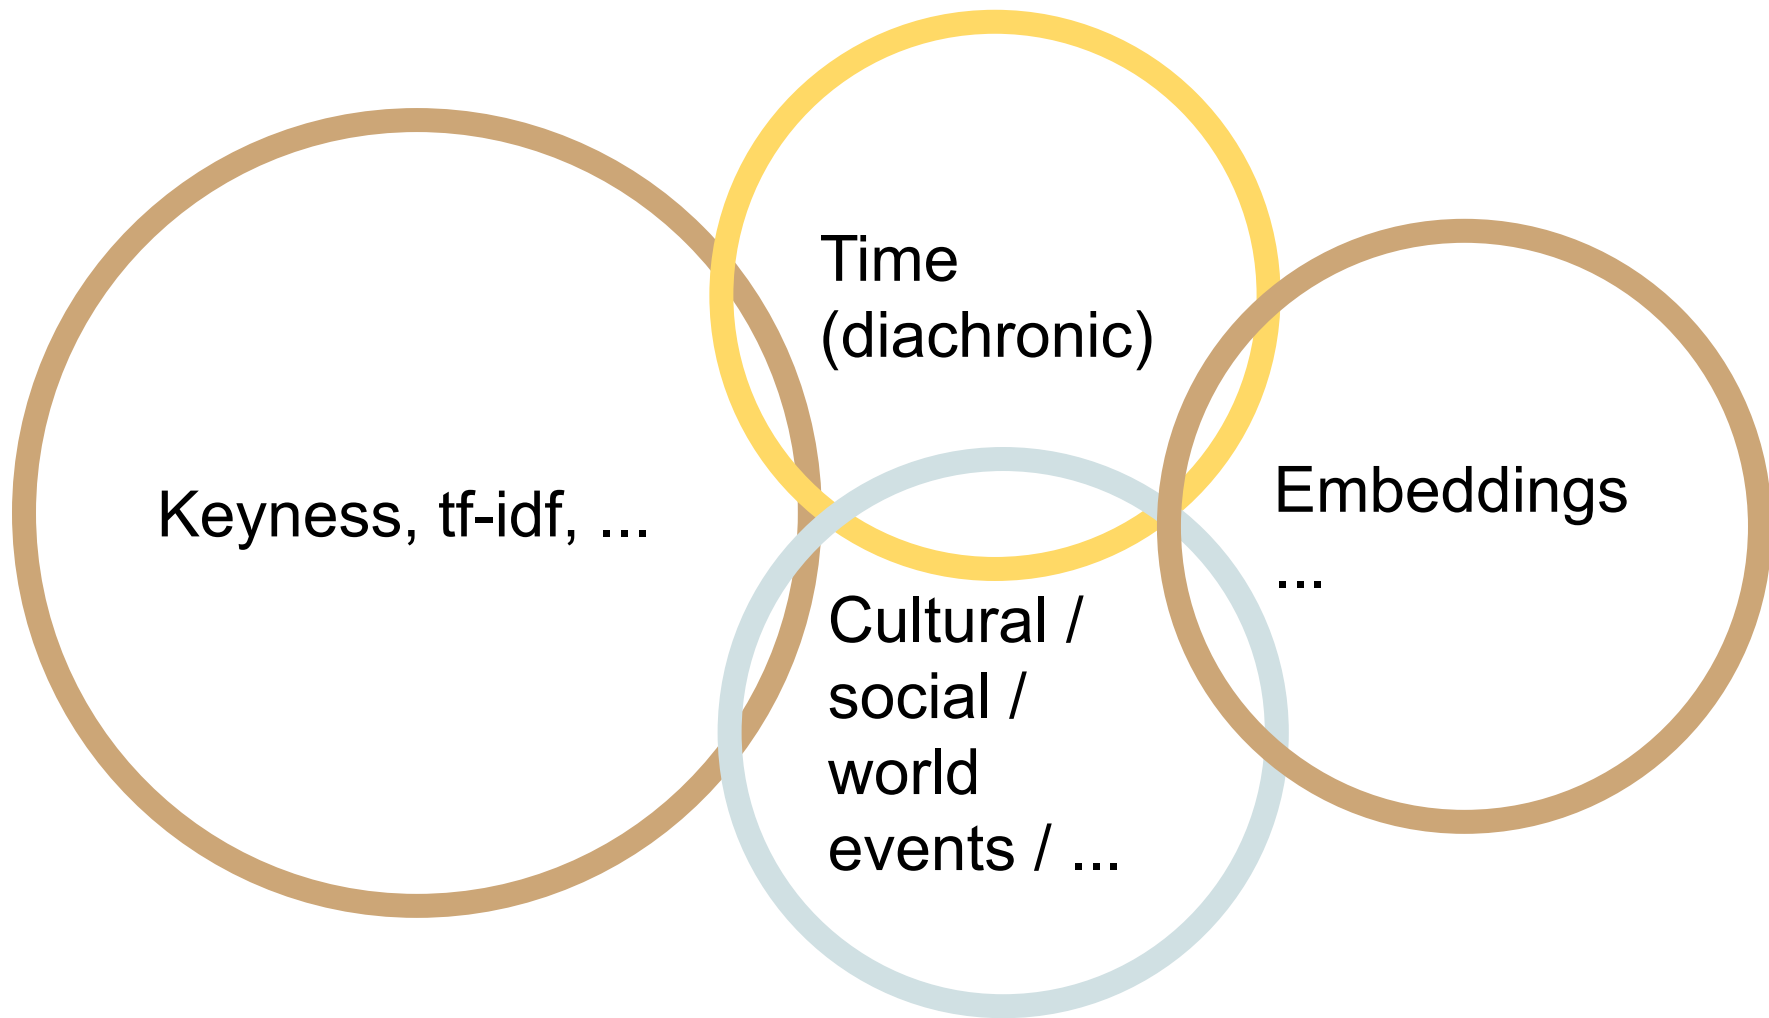 Time
(diachronic)
Keyness, tf-idf, ...
Embeddings
...
Cultural /
social /
world
events / ...